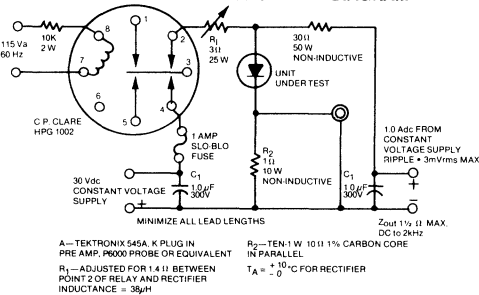 115 Va
60 Hz
10K
2 W
8
7
6
5
1
2
3
4
C.P. CLARE
HPG 1002
R1
3Ω
25 W
30Ω
50 W
NON-INDUCTIVE
UNIT
UNDER TEST
1 AMP
SLO-BLO
FUSE
R2
1Ω
10 W
NON-INDUCTIVE
1.0 Adc FROM
CONSTANT
VOLTAGE SUPPLY
RIPPLE • 3mVrms MAX
30 Vdc
CONSTANT VOLTAGE
SUPPLY
C1
1.0 μF
300V
C1
1.0 μF
300V
+
−
+
MINIMIZE ALL LEAD LENGTHS
Zout 1½ Ω MAX,
DC to 2kHz
A—TEKTRONIX 545A, K PLUG IN
PRE AMP, P6000 PROBE OR EQUIVALENT
R1—ADJUSTED FOR 1.4 Ω BETWEEN
POINT 2 OF RELAY AND RECTIFIER
INDUCTANCE = 38μH
R2—TEN-1 W 10 Ω 1% CARBON CORE
IN PARALLEL
TA = +10 −0 °C FOR RECTIFIER